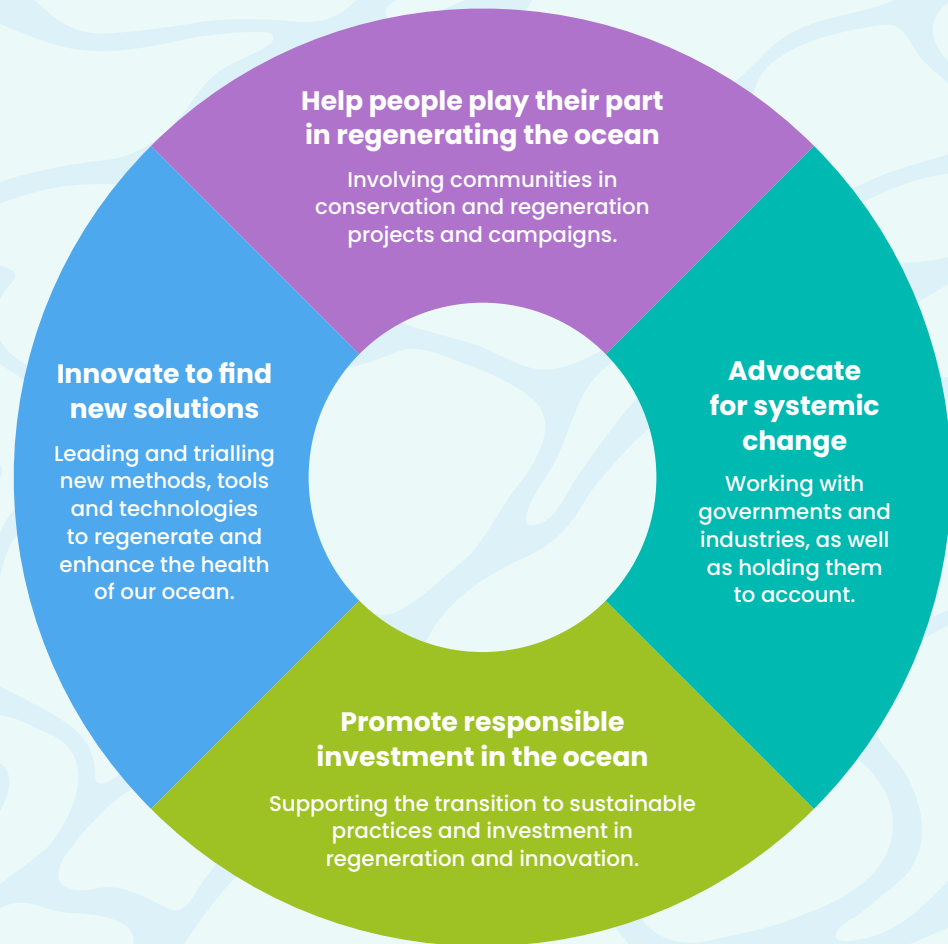 Help people play their part
in regenerating the ocean
Involving communities in
conservation and regeneration
projects and campaigns.
Advocate
for systemic
change
Working with
governments and
industries, as well
as holding them
to account.
Promote responsible
investment in the ocean
Supporting the transition to sustainable
practices and investment in
regeneration and innovation.
Innovate to find
new solutions
Leading and trialling
new methods, tools
and technologies
to regenerate and
enhance the health
of our ocean.